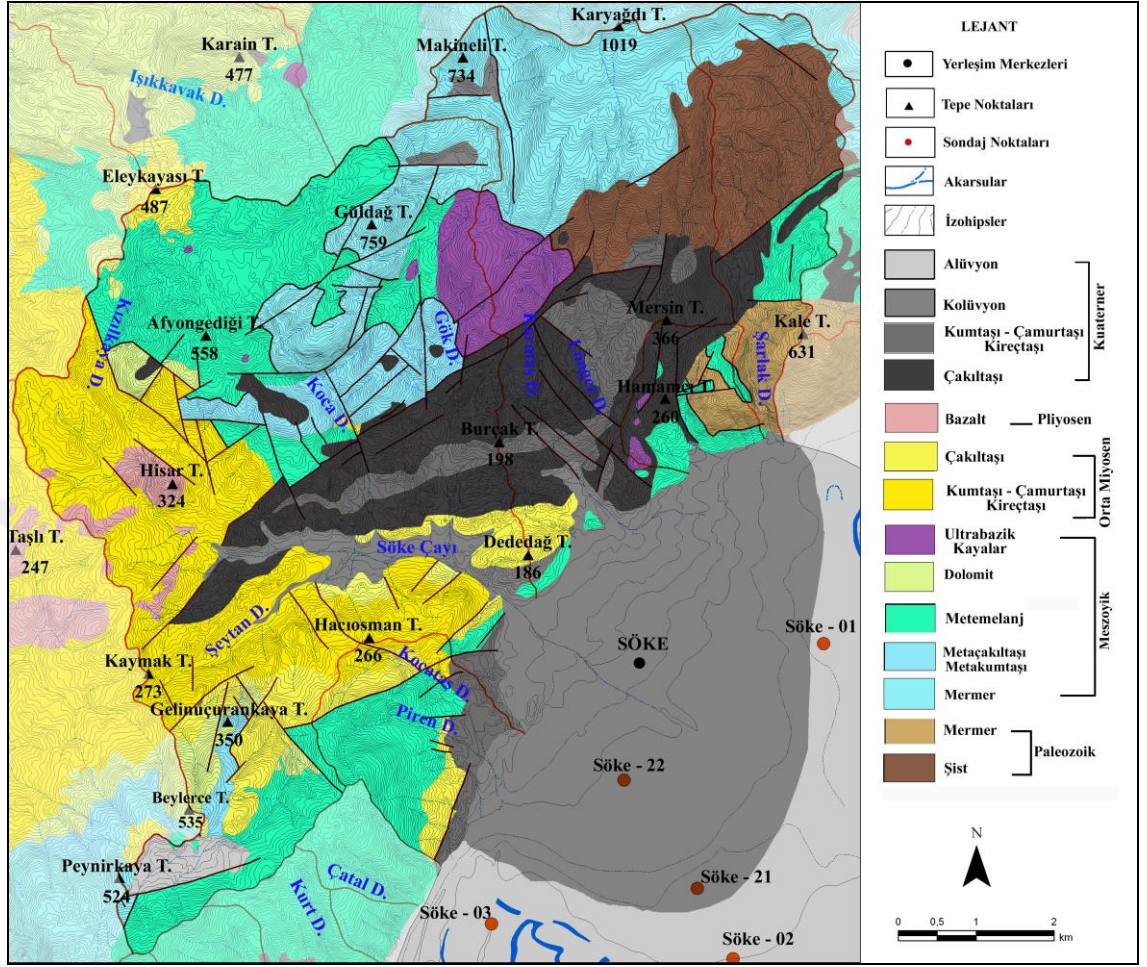 Karyağdı T.
1019
Karain T.
477
Makineli T.
734
Işıkkavak D.
Eleykayası T.
487
Güldağ T.
759
Kızılkaya D.
Afyongediği T.
558
Gök D.
Mersin T.
366
Kale T.
631
Şarlak D.
Koca D.
Hamamcı T.
260
Burçak T.
198
Hisar T.
324
Taşlı T.
247
Söke Çayı
Dededağ T.
186
Şeytan D.
Hacıosman T.
266
SÖKE
Söke - 01
Kaymak T.
273
Koçataş D.
Gelinuçurankaya T.
350
Piren D.
Söke - 22
Beylerce T.
535
Peynirkaya T.
524
Çatal D.
Kurt D.
Söke - 21
Söke - 03
Söke - 02
LEJANT
Yerleşim Merkezleri
Tepe Noktaları
Sondaj Noktaları
Akarsular
İzohipsler
Alüvyon
Kolüvyon
Kumtaşı - Çamurtaşı
Kireçtaşı
Çakıltaşı
Kuaterner
Bazalt
Pliyosen
Çakıltaşı
Kumtaşı - Çamurtaşı
Kireçtaşı
Orta Miyosen
Ultrabazik
Kayalar
Dolomit
Metemelanj
Metaçakıltaşı
Metakumtaşı
Mermer
Meszoyik
Mermer
Şist
Paleozoik
N
0 0,5 1 2
km